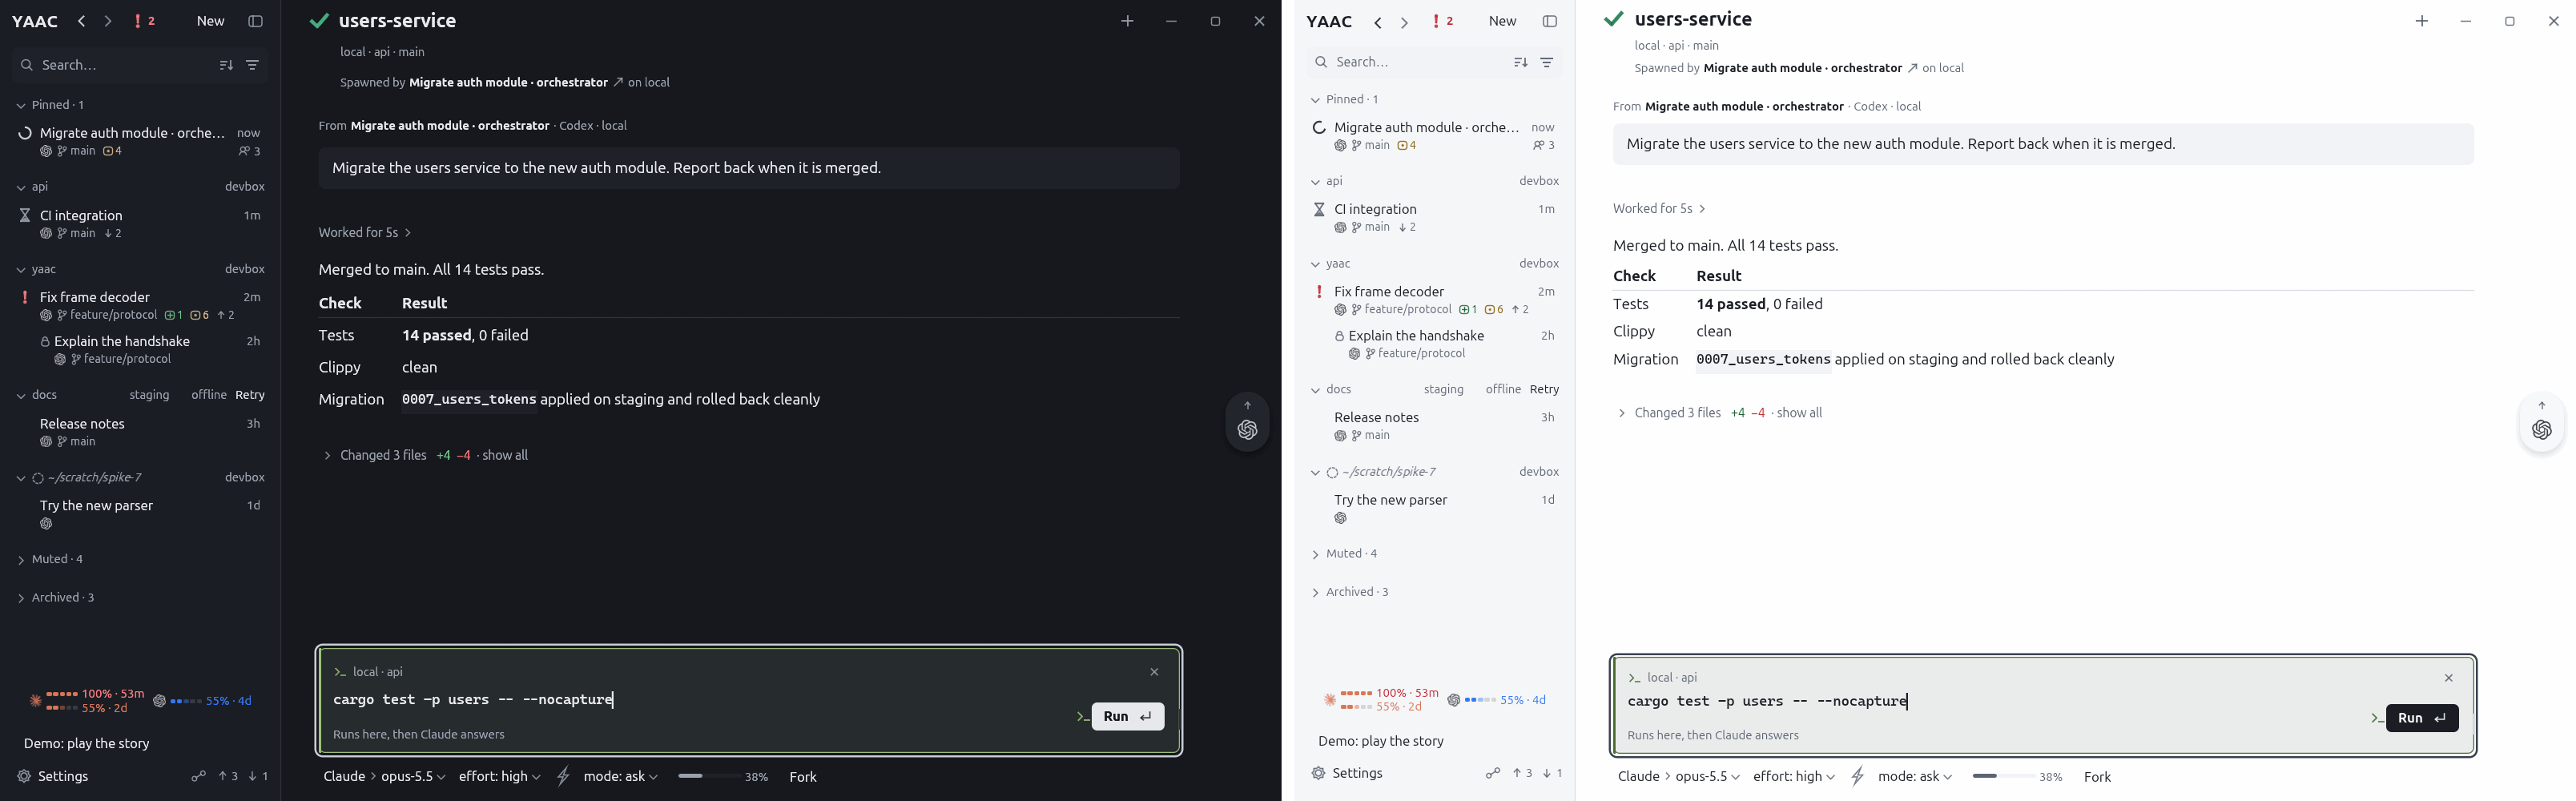 YAAC 2 New
Search…
Pinned · 1
Migrate auth module · orche… now
main 4 3
api devbox
CI integration 1m
main ↓ 2
yaac devbox
Fix frame decoder 2m
feature/protocol 1 6 ↑ 2
Explain the handshake 2h
feature/protocol
docs staging offline Retry
Release notes 3h
main
~/scratch/spike-7 devbox
Try the new parser 1d
Muted · 4
Archived · 3
100% · 53m
55% · 2d
55% · 4d
Demo: play the story
Settings ↑ 3 ↓ 1
users-service
local · api · main
Spawned by Migrate auth module · orchestrator ↗ on local
From Migrate auth module · orchestrator · Codex · local
Migrate the users service to the new auth module. Report back when it is merged.
Worked for 5s >
Merged to main. All 14 tests pass.
Check Result
Tests 14 passed, 0 failed
Clippy clean
Migration 0007_users_tokens applied on staging and rolled back cleanly
Changed 3 files +4 −4 · show all
>_ local · api
cargo test -p users -- --nocapture
>_ Run
Runs here, then Claude answers
Claude > opus-5.5 effort: high mode: ask 38% Fork
YAAC 2 New
Search…
Pinned · 1
Migrate auth module · orche… now
main 4 3
api devbox
CI integration 1m
main ↓ 2
yaac devbox
Fix frame decoder 2m
feature/protocol 1 6 ↑ 2
Explain the handshake 2h
feature/protocol
docs staging offline Retry
Release notes 3h
main
~/scratch/spike-7 devbox
Try the new parser 1d
Muted · 4
Archived · 3
100% · 53m
55% · 2d
55% · 4d
Demo: play the story
Settings ↑ 3 ↓ 1
users-service
local · api · main
Spawned by Migrate auth module · orchestrator ↗ on local
From Migrate auth module · orchestrator · Codex · local
Migrate the users service to the new auth module. Report back when it is merged.
Worked for 5s >
Merged to main. All 14 tests pass.
Check Result
Tests 14 passed, 0 failed
Clippy clean
Migration 0007_users_tokens applied on staging and rolled back cleanly
Changed 3 files +4 −4 · show all
>_ local · api
cargo test -p users -- --nocapture
>_ Run
Runs here, then Claude answers
Claude > opus-5.5 effort: high mode: ask 38% Fork